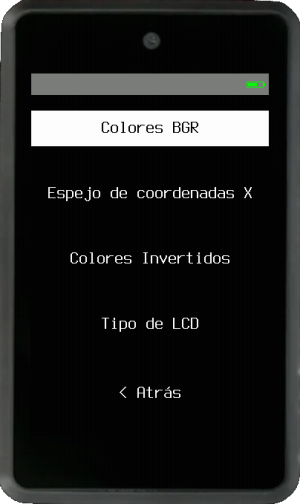 Colores BGR
Espejo de coordenadas X
Colores Invertidos
Tipo de LCD
< Atrás